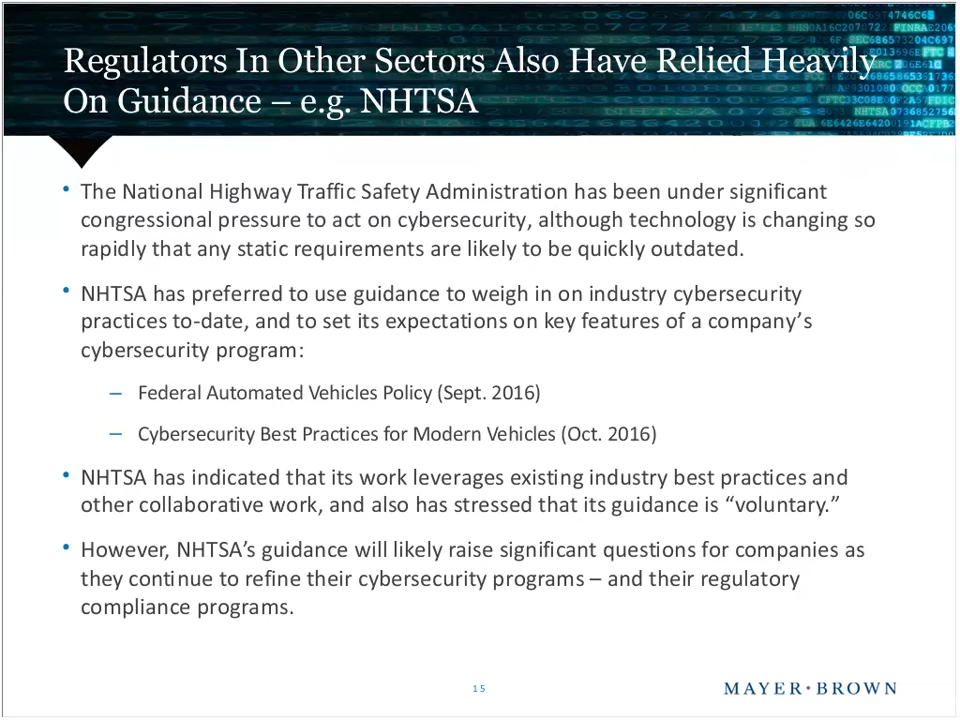 Regulators In Other Sectors Also Have Relied Heavily
On Guidance – e.g. NHTSA
• The National Highway Traffic Safety Administration has been under significant
congressional pressure to act on cybersecurity, although technology is changing so
rapidly that any static requirements are likely to be quickly outdated.
• NHTSA has preferred to use guidance to weigh in on industry cybersecurity
practices to-date, and to set its expectations on key features of a company’s
cybersecurity program:
– Federal Automated Vehicles Policy (Sept. 2016)
– Cybersecurity Best Practices for Modern Vehicles (Oct. 2016)
• NHTSA has indicated that its work leverages existing industry best practices and
other collaborative work, and also has stressed that its guidance is “voluntary.”
• However, NHTSA’s guidance will likely raise significant questions for companies as
they continue to refine their cybersecurity programs – and their regulatory
compliance programs.
15
MAYER•BROWN